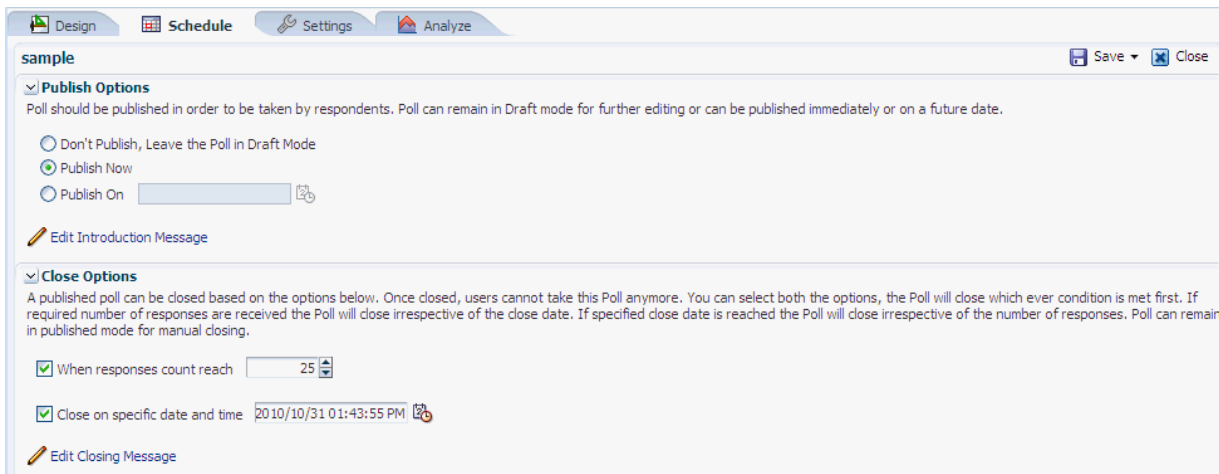 Design Schedule Settings Analyze
sample Save Close
Publish Options
Poll should be published in order to be taken by respondents. Poll can remain in Draft mode for further editing or can be published immediately or on a future date.
Don't Publish, Leave the Poll in Draft Mode
Publish Now
Publish On
Edit Introduction Message
Close Options
A published poll can be closed based on the options below. Once closed, users cannot take this Poll anymore. You can select both the options, the Poll will close which ever condition is met first. If
required number of responses are received the Poll will close irrespective of the close date. If specified close date is reached the Poll will close irrespective of the number of responses. Poll can remain
in published mode for manual closing.
When responses count reach 25
Close on specific date and time 2010/10/31 01:43:55 PM
Edit Closing Message